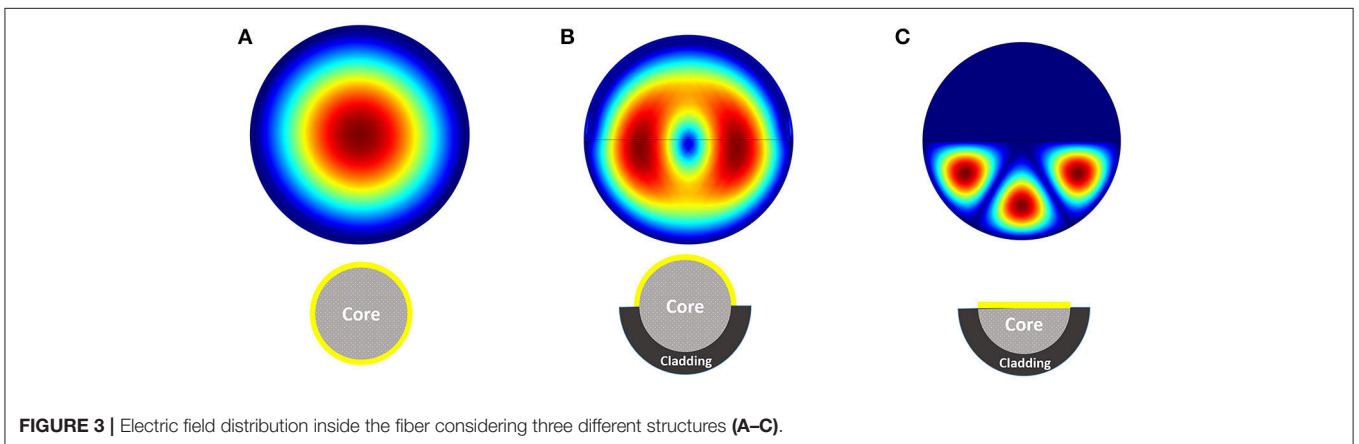 A
B
C
Core
Core
Cladding
Core
Cladding
FIGURE 3 | Electric field distribution inside the fiber considering three different structures (A–C).